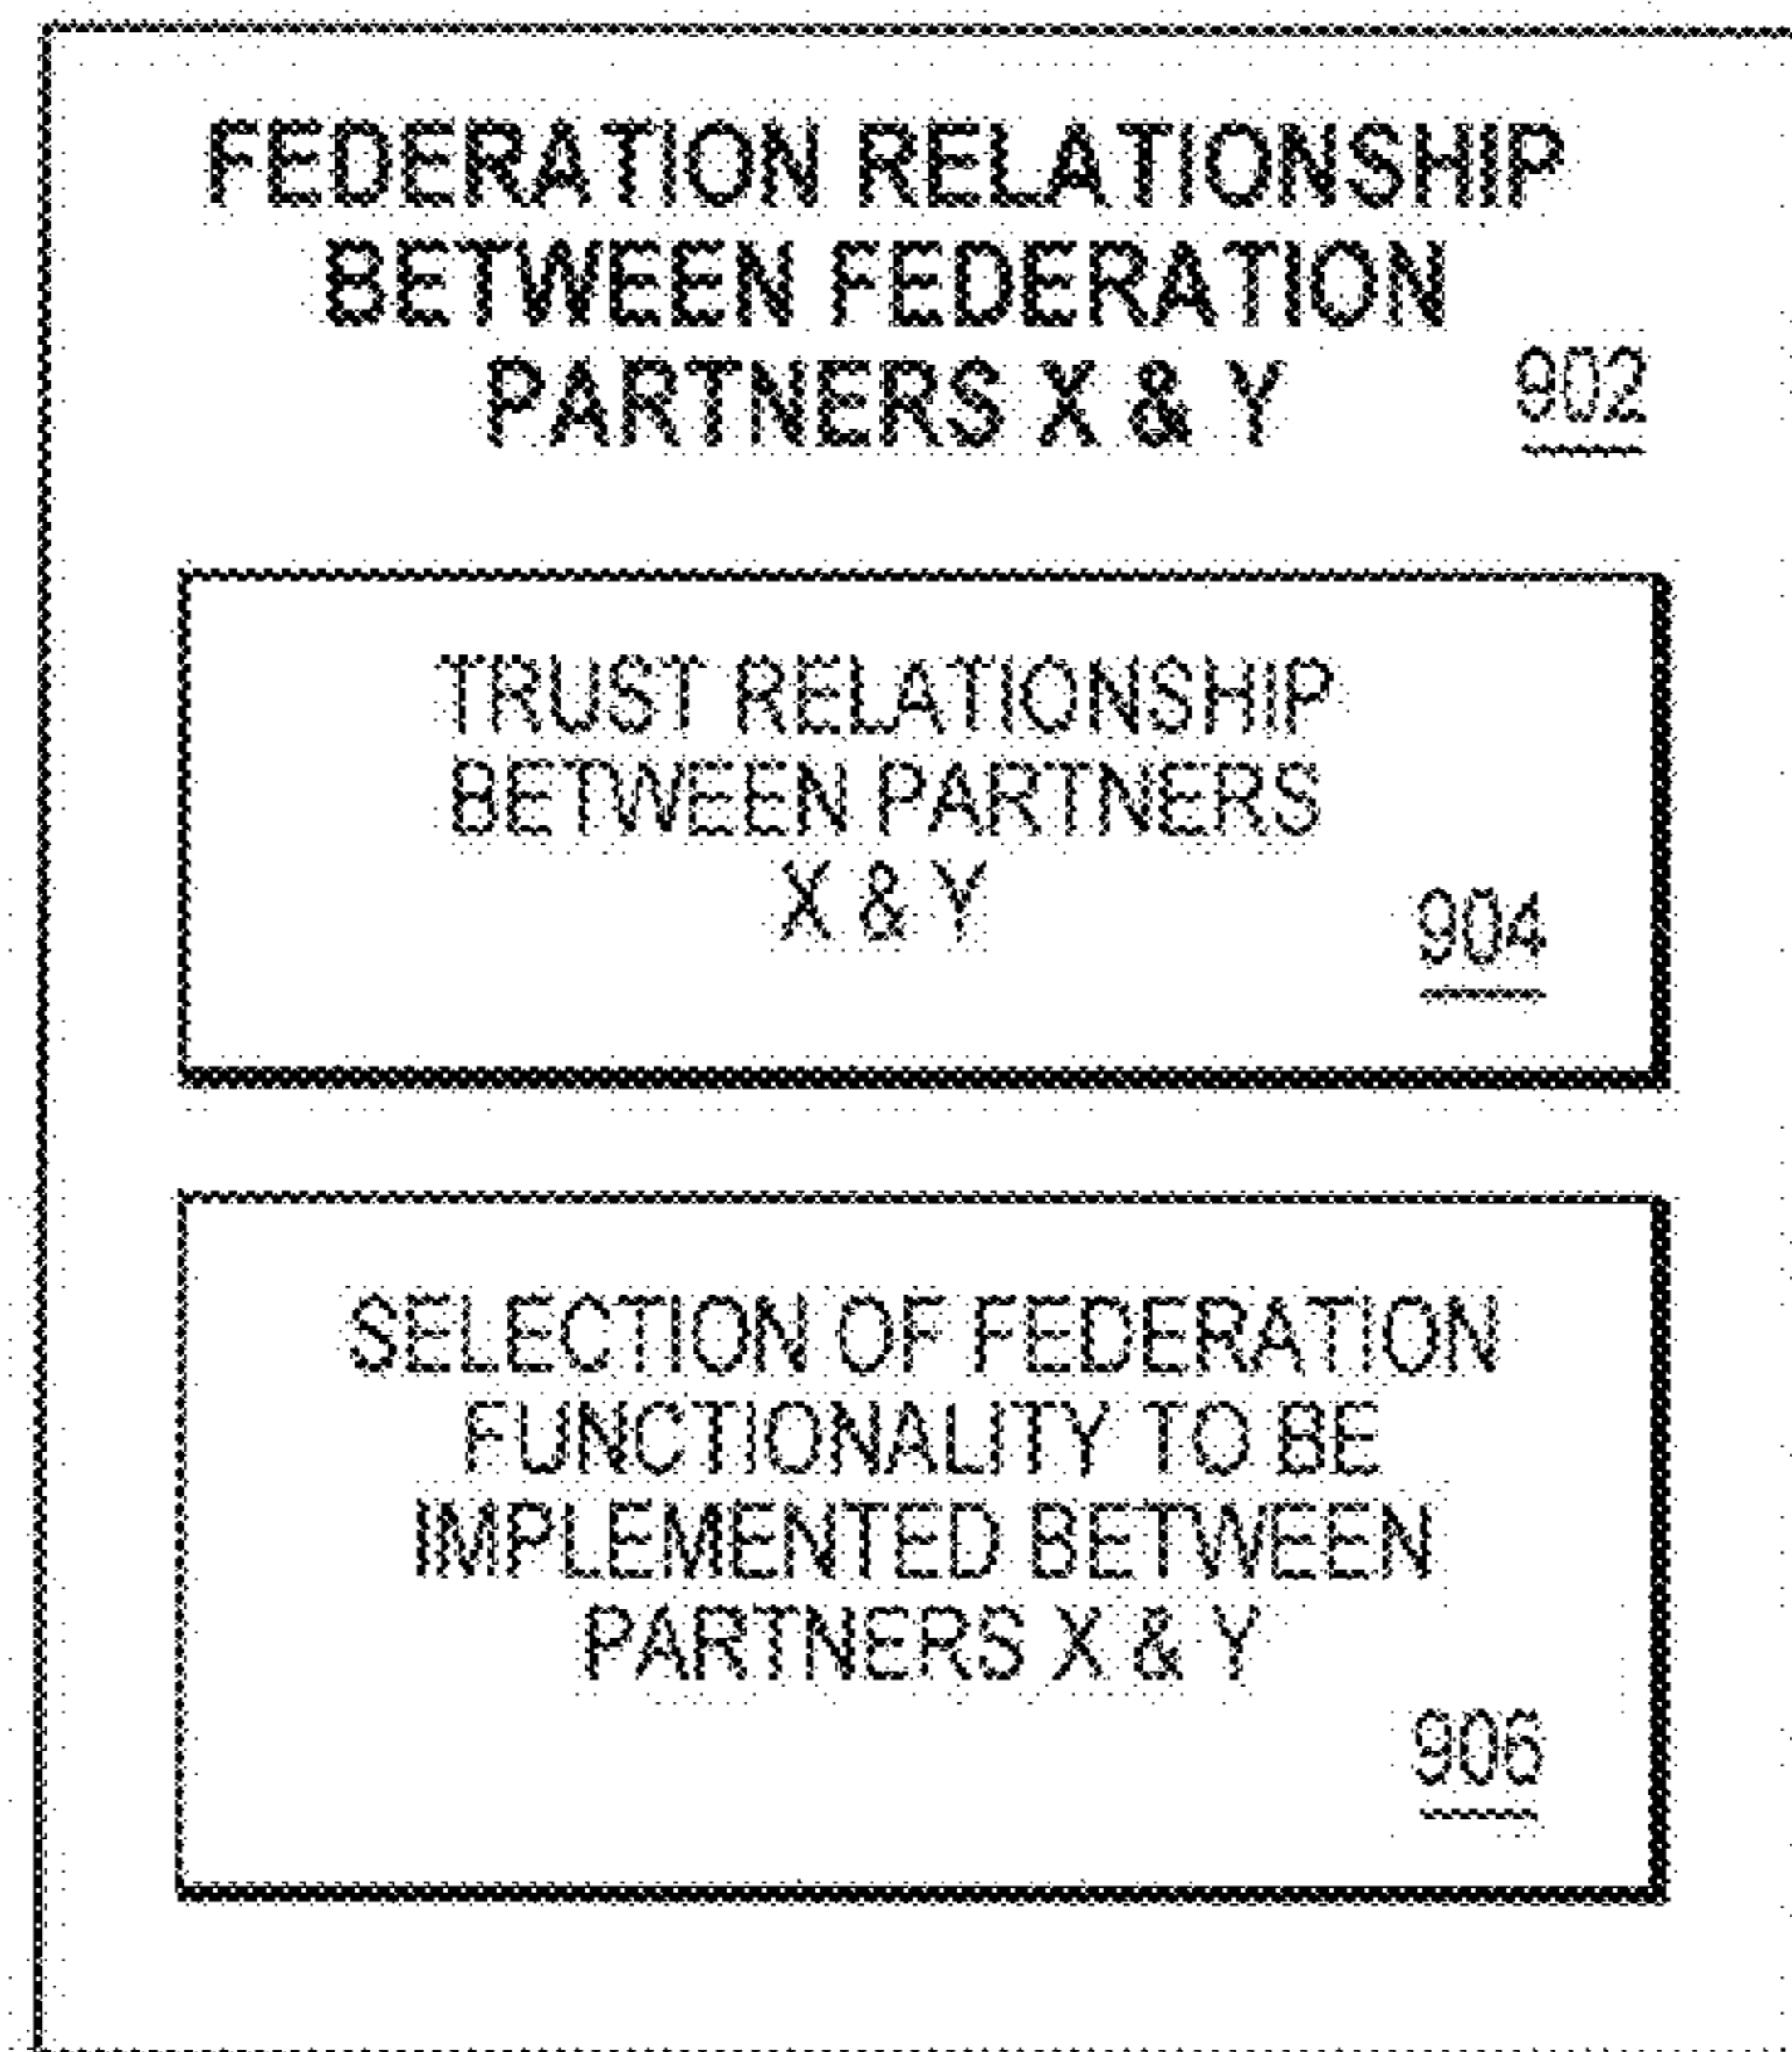 FEDERATION RELATIONSHIP
BETWEEN FEDERATION
PARTNERS X & Y
902
TRUST RELATIONSHIP
BETWEEN PARTNERS
X & Y
904
SELECTION OF FEDERATION
FUNCTIONALITY TO BE
IMPLEMENTED BETWEEN
PARTNERS X & Y
906